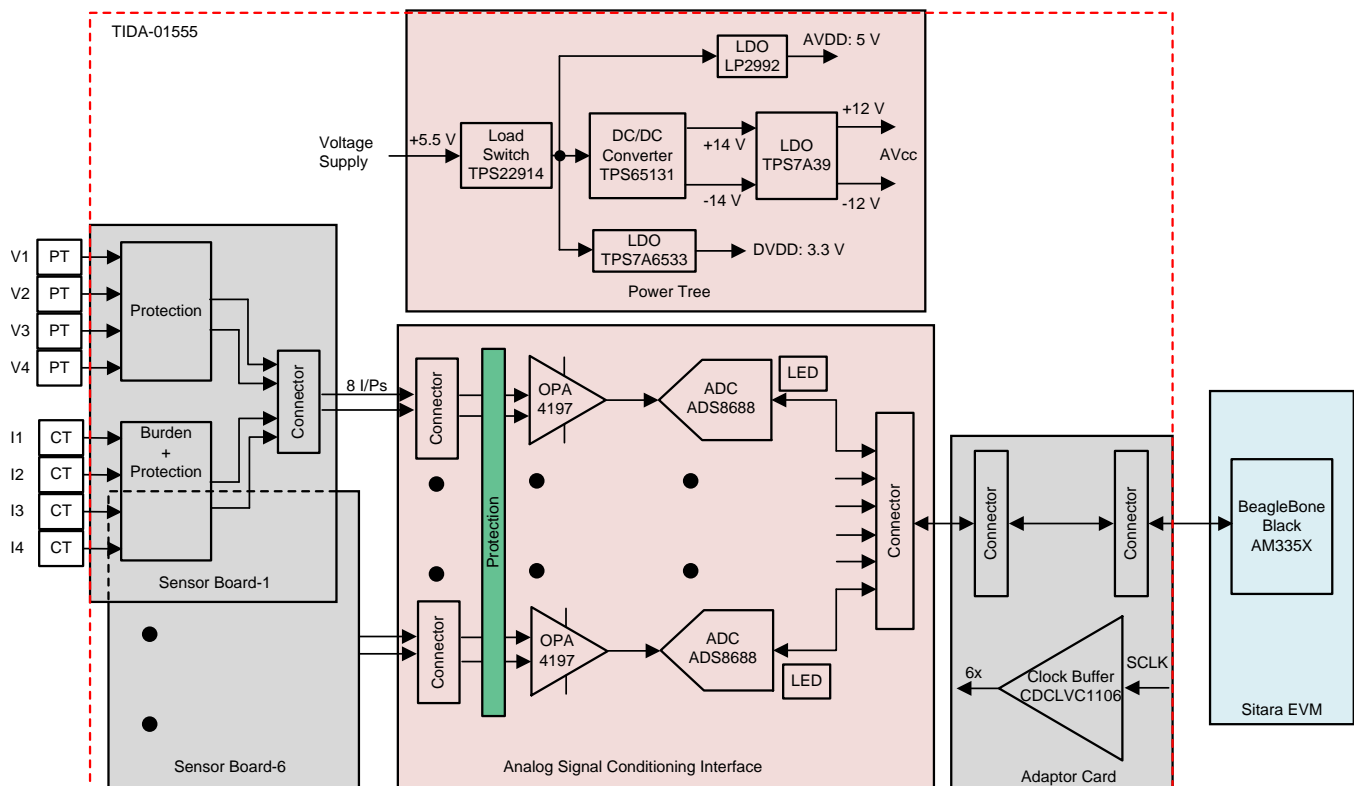 TIDA-01555
Voltage
Supply
+5.5 V
Load
Switch
TPS22914
LDO
LP2992
AVDD: 5 V
DC/DC
Converter
TPS65131
+14 V
-14 V
LDO
TPS7A39
+12 V
AVcc
-12 V
LDO
TPS7A6533
DVDD: 3.3 V
Power Tree
V1
PT
V2
PT
V3
PT
V4
PT
Protection
I1
CT
I2
CT
I3
CT
I4
CT
Burden
+
Protection
Connector
Sensor Board-1
Sensor Board-6
8 I/Ps
Connector
Connector
Protection
OPA
4197
ADC
ADS8688
LED
OPA
4197
ADC
ADS8688
LED
Connector
Analog Signal Conditioning Interface
Connector
Connector
6x
Clock Buffer
CDCLVC1106
SCLK
Adaptor Card
BeagleBone
Black
AM335X
Sitara EVM